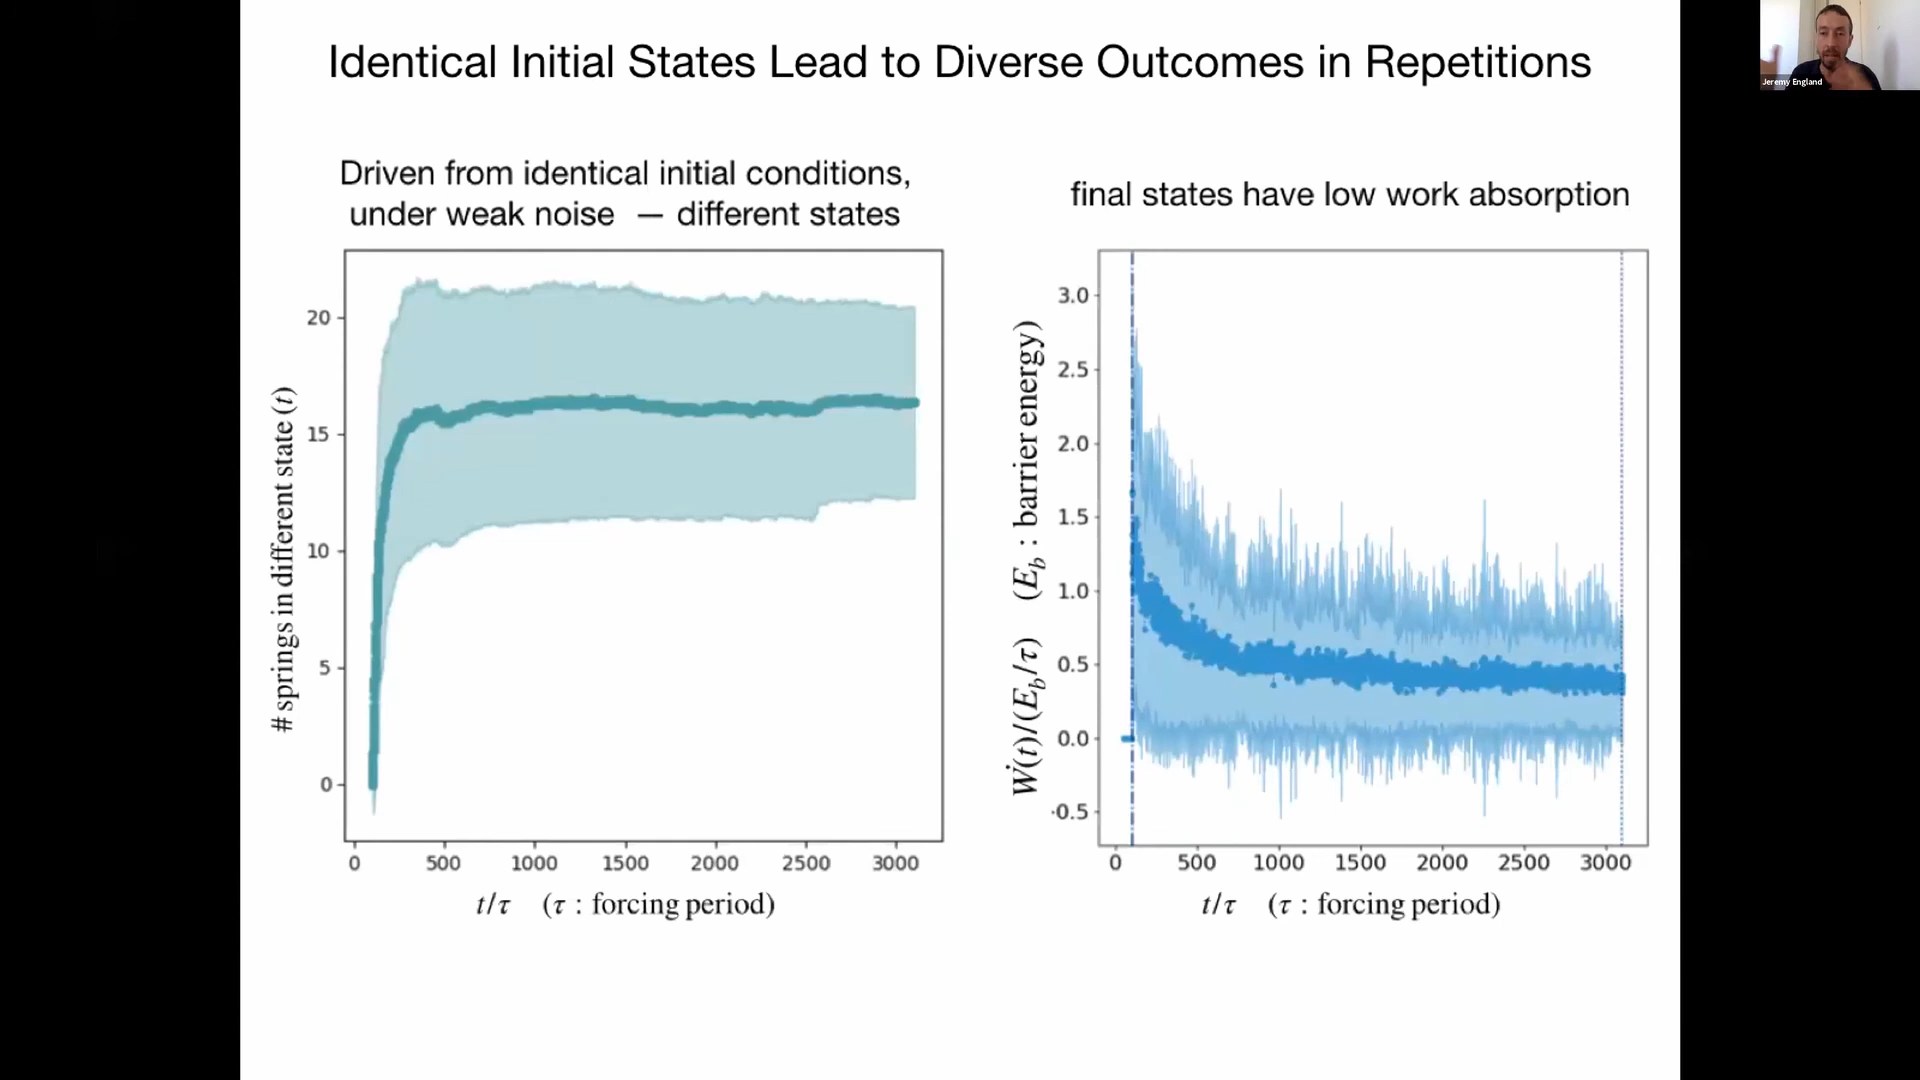 Identical Initial States Lead to Diverse Outcomes in Repetitions
Jeremy England
Driven from identical initial conditions,
under weak noise — different states
# springs in different state (t)
20
15
10
5
0
0 500 1000 1500 2000 2500 3000
t/τ (τ : forcing period)
final states have low work absorption
Ẇ(t)/(E_b/τ) (E_b : barrier energy)
3.0
2.5
2.0
1.5
1.0
0.5
0.0
-0.5
0 500 1000 1500 2000 2500 3000
t/τ (τ : forcing period)